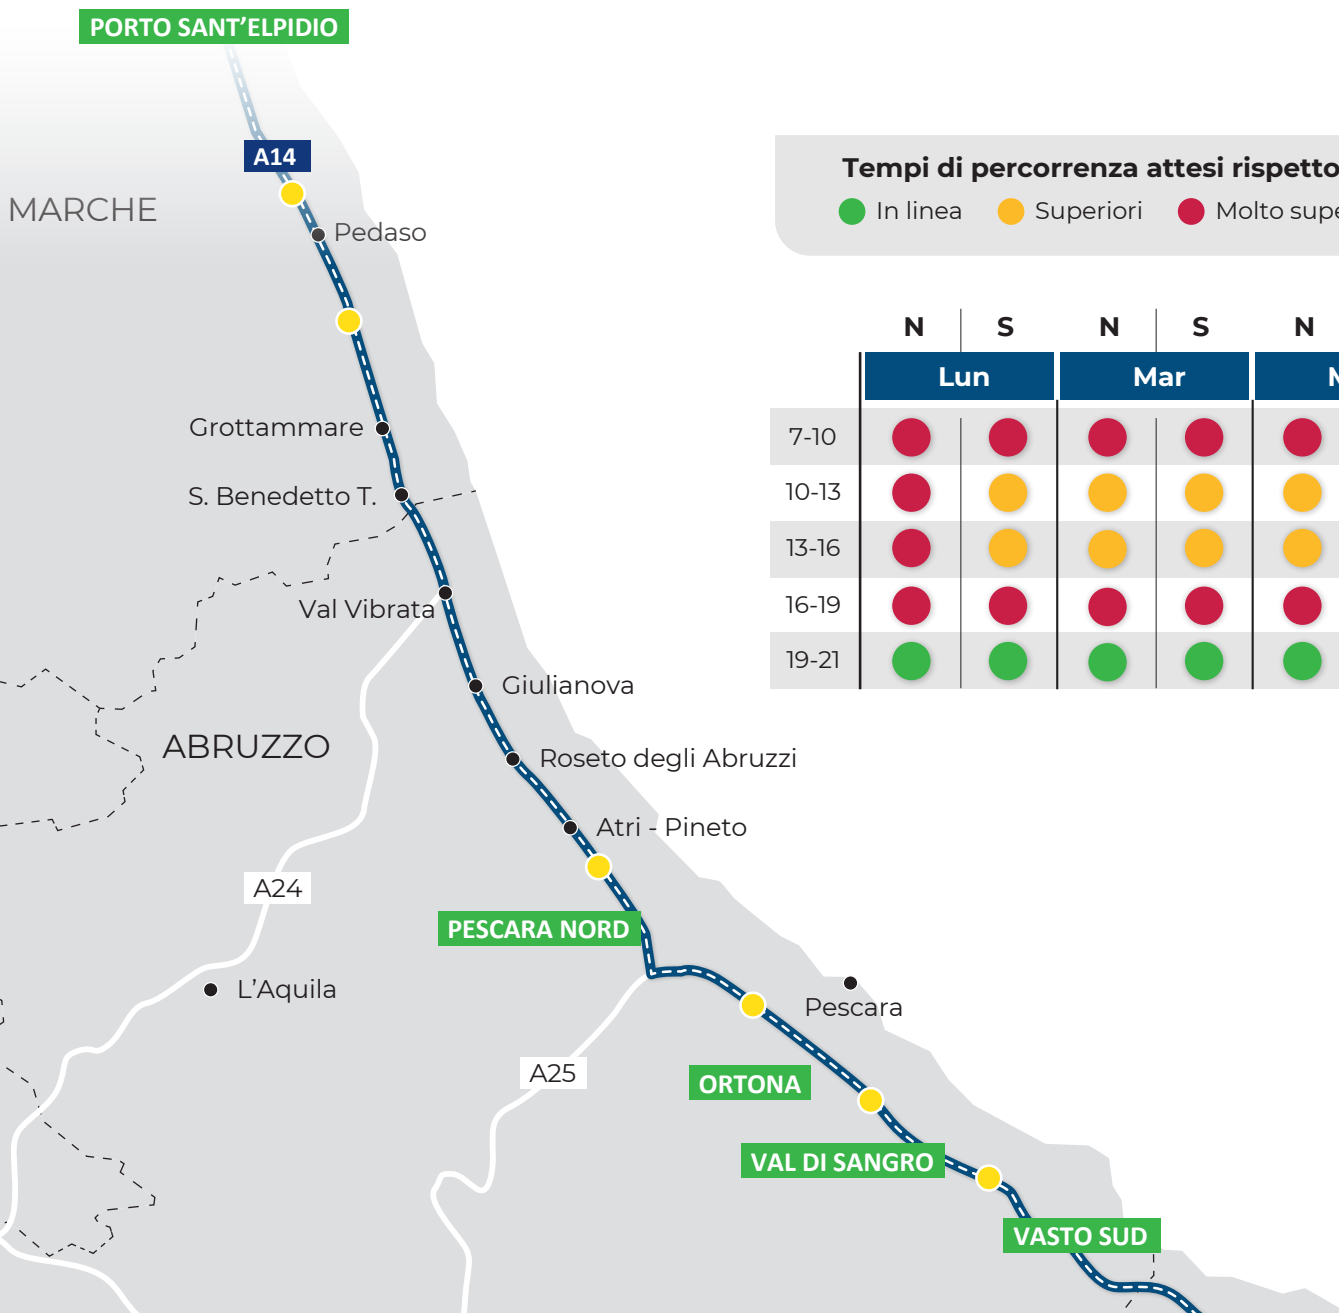 PORTO SANT'ELPIDIO
A14
MARCHE
Pedaso
Tempi di percorrenza attesi rispetto
In linea Superiori Molto supe
N S N S N
Lun Mar M
7-10
10-13
13-16
16-19
19-21
Grottammare
S. Benedetto T.
Val Vibrata
Giulianova
ABRUZZO
Roseto degli Abruzzi
Atri - Pineto
A24
PESCARA NORD
L'Aquila
Pescara
A25
ORTONA
VAL DI SANGRO
VASTO SUD